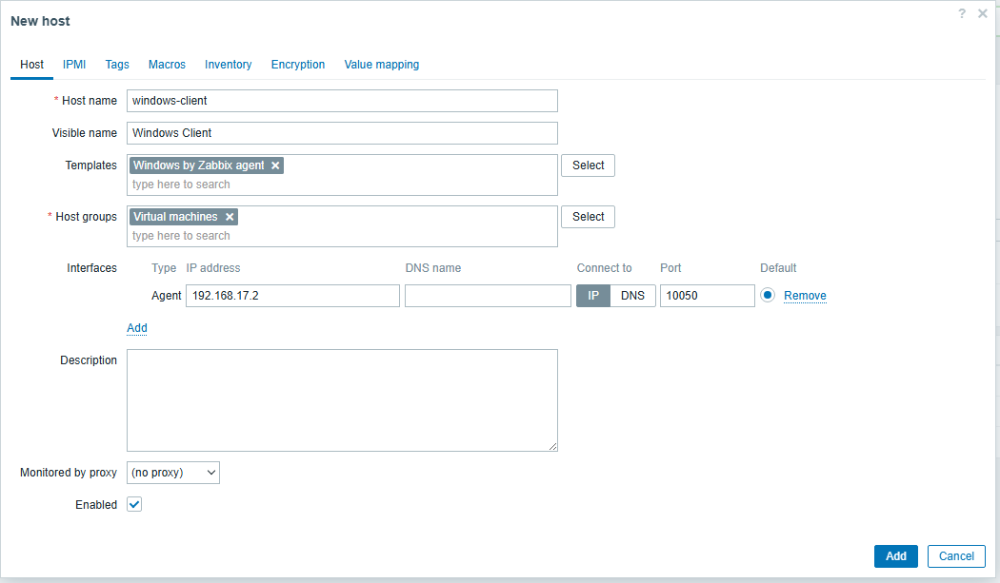 New host
? ×
Host IPMI Tags Macros Inventory Encryption Value mapping
* Host name windows-client
Visible name Windows Client
Templates Windows by Zabbix agent × Select
type here to search
* Host groups Virtual machines × Select
type here to search
Interfaces Type IP address DNS name Connect to Port Default
Agent 192.168.17.2 IP DNS 10050 Remove
Add
Description
Monitored by proxy (no proxy)
Enabled
Add Cancel